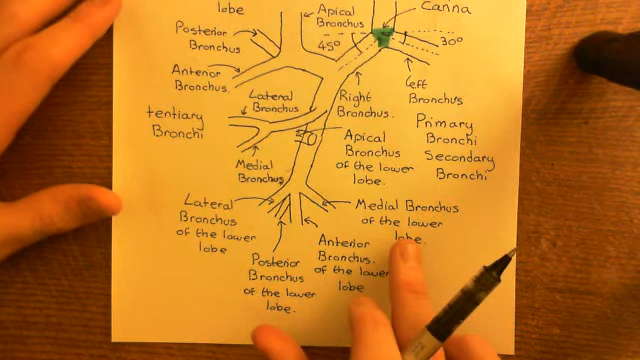 lobe
Apical
Bronchus
Carina
Posterior
Bronchus
45°
30°
Anterior
Bronchus.
Left
Bronchus
Lateral
Bronchus
Right
Bronchus.
tertiary
Bronchi
Primary
Bronchi
Secondary
Bronchi
Apical
Bronchus
of the lower
lobe.
Medial
Bronchus
Lateral
Bronchus
of the lower
lobe
Medial Bronchus
of the lower
lobe.
Anterior
Bronchus.
of the lower
lobe
Posterior
Bronchus
of the lower
lobe.